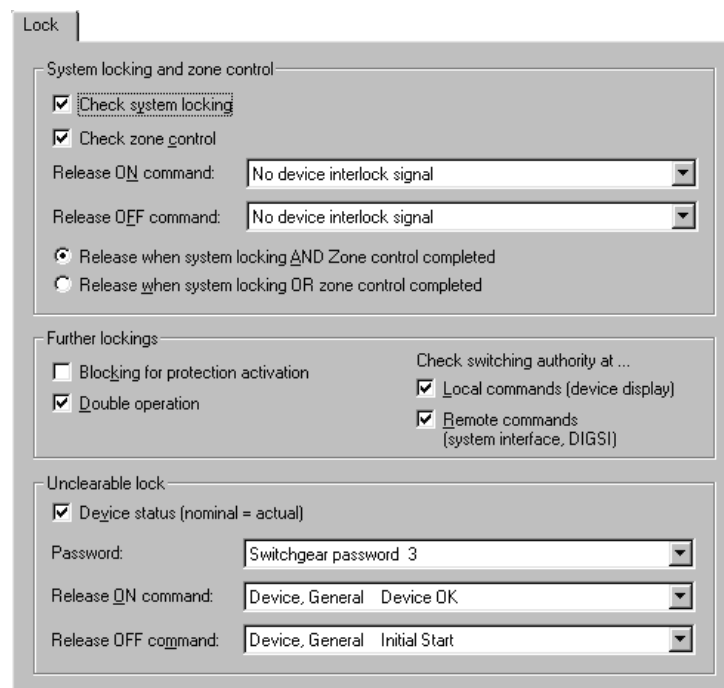 Lock
System locking and zone control
Check system locking
Check zone control
Release ON command:
No device interlock signal
Release OFF command:
No device interlock signal
Release when system locking AND Zone control completed
Release when system locking OR zone control completed
Further lockings
Blocking for protection activation
Double operation
Check switching authority at ...
Local commands (device display)
Remote commands
(system interface, DIGSI)
Unclearable lock
Device status (nominal = actual)
Password:
Switchgear password 3
Release ON command:
Device, General Device OK
Release OFF command:
Device, General Initial Start